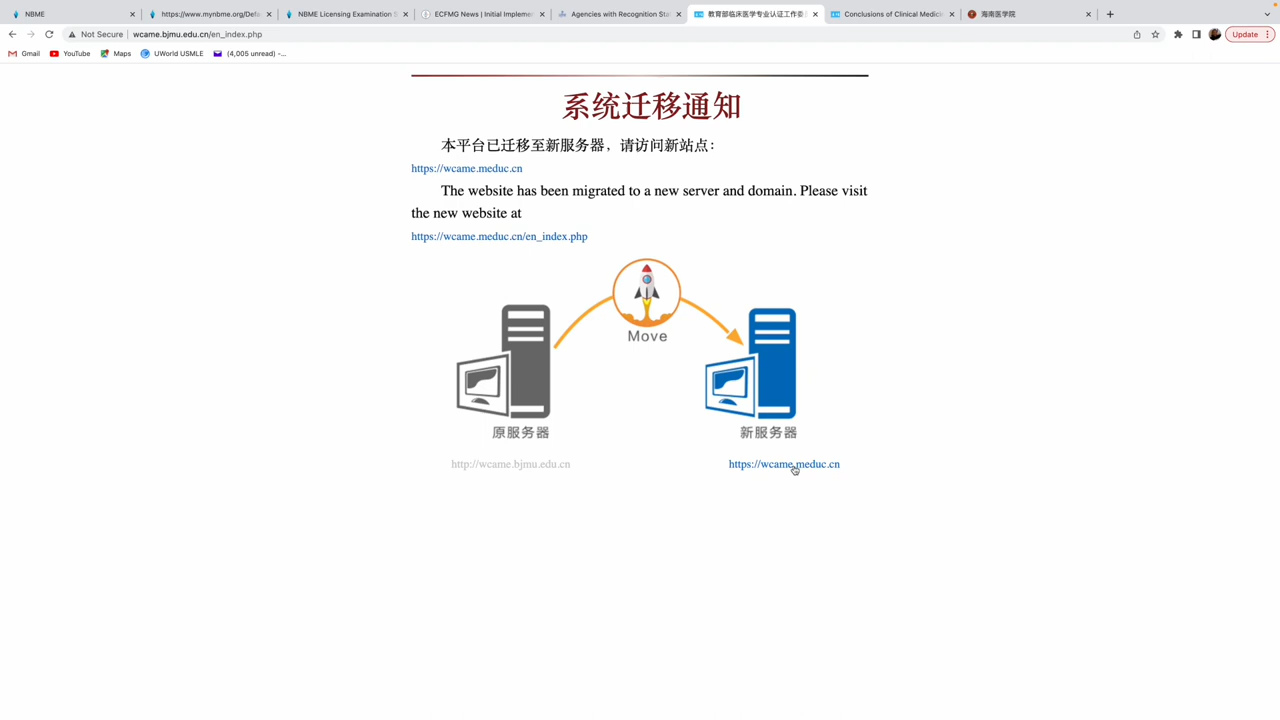 NBME
https://www.mynbme.org/Defa
NBME Licensing Examination S
ECFMG News | Initial Implemen
Agencies with Recognition Sta
教育部临床医学专业认证工作委
Conclusions of Clinical Medicin
海南医学院
Not Secure
wcame.bjmu.edu.cn/en_index.php
Update
Gmail
YouTube
Maps
UWorld USMLE
(4,005 unread) -...
系统迁移通知
本平台已迁移至新服务器，请访问新站点：
https://wcame.meduc.cn
The website has been migrated to a new server and domain. Please visit
the new website at
https://wcame.meduc.cn/en_index.php
Move
原服务器
新服务器
http://wcame.bjmu.edu.cn
https://wcame.meduc.cn